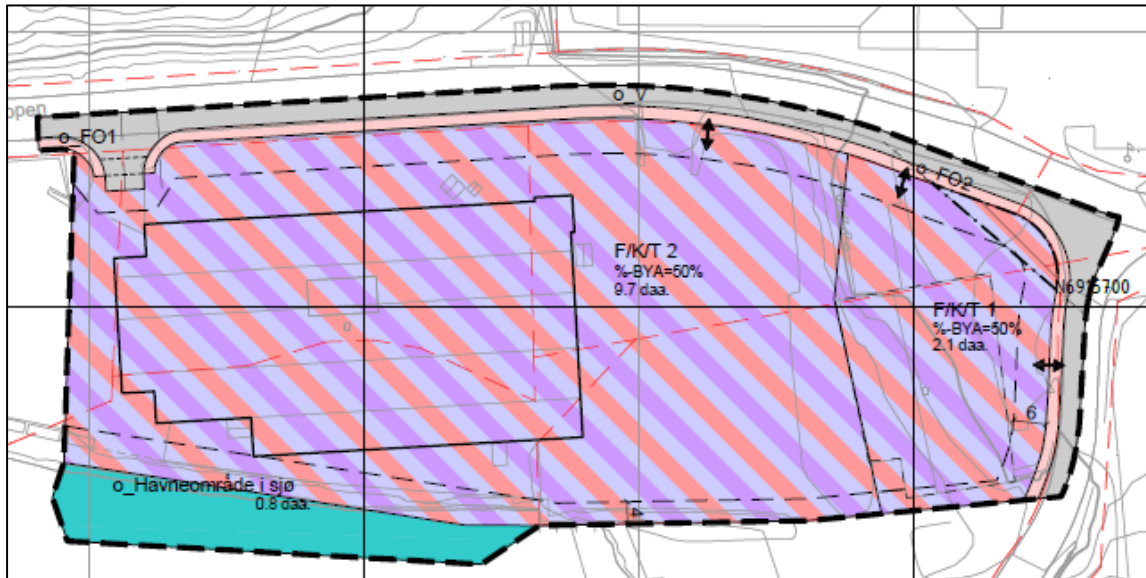 open
o_FO1
o_V
o_FO2
F/K/T 2
%-BYA=50%
9.7 daa.
N6915700
F/K/T 1
%-BYA=50%
2.1 daa.
6
o_Havneområde i sjø
0.8 daa.
4